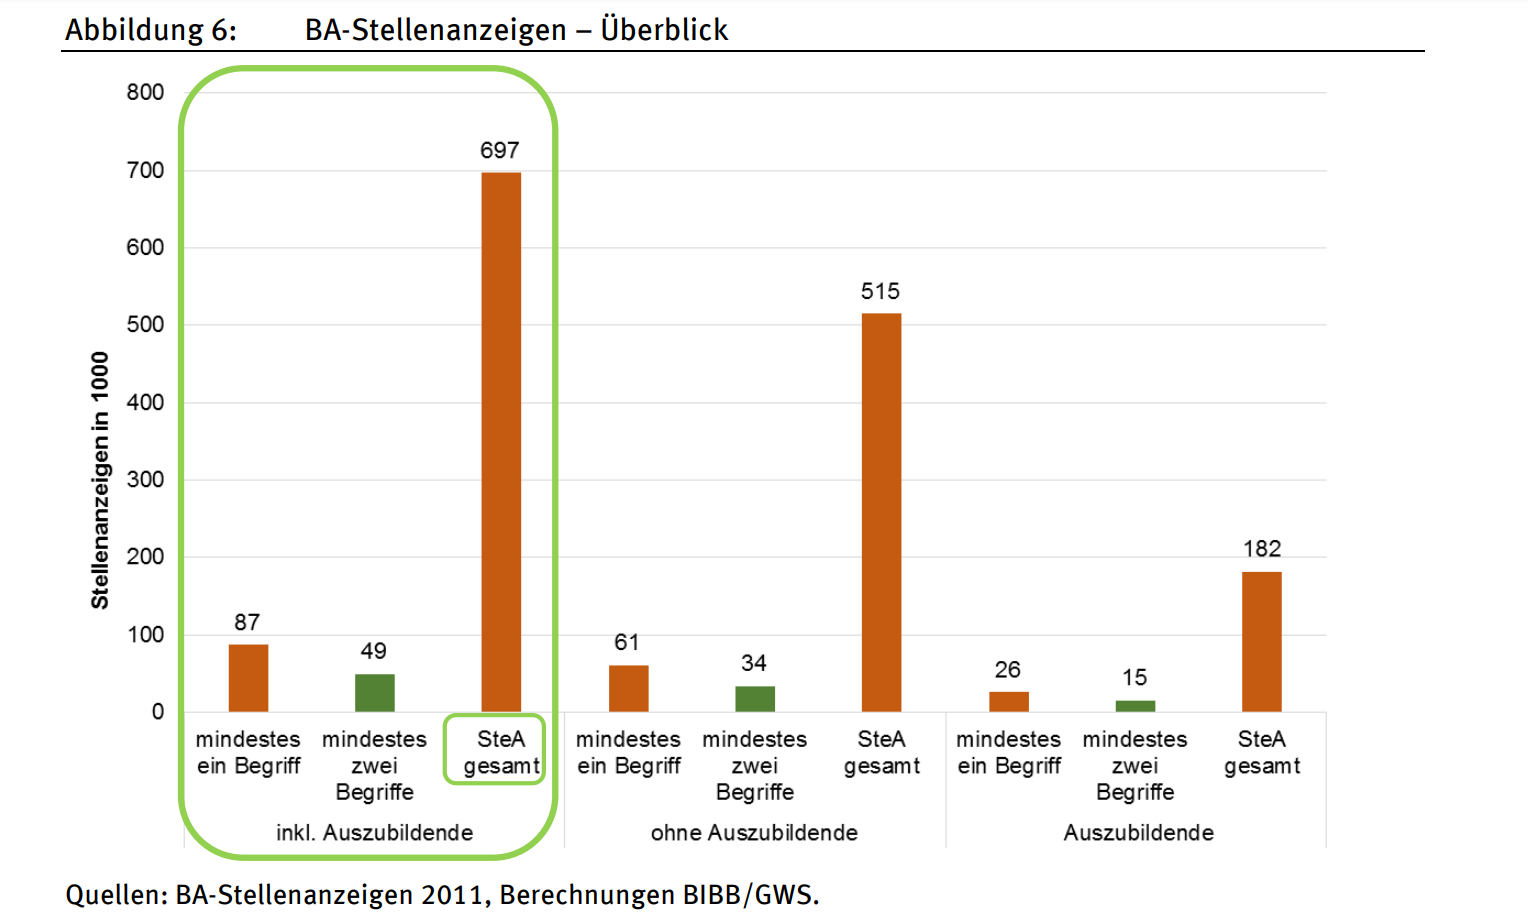 Abbildung 6: BA-Stellenanzeigen – Überblick
800
700
600
500
400
300
200
100
0
Stellenanzeigen in 1000
87
49
697
61
34
515
26
15
182
mindestes
ein Begriff
mindestes
zwei
Begriffe
SteA
gesamt
mindestes
ein Begriff
mindestes
zwei
Begriffe
SteA
gesamt
mindestes
ein Begriff
mindestes
zwei
Begriffe
SteA
gesamt
inkl. Auszubildende
ohne Auszubildende
Auszubildende
Quellen: BA-Stellenanzeigen 2011, Berechnungen BIBB/GWS.